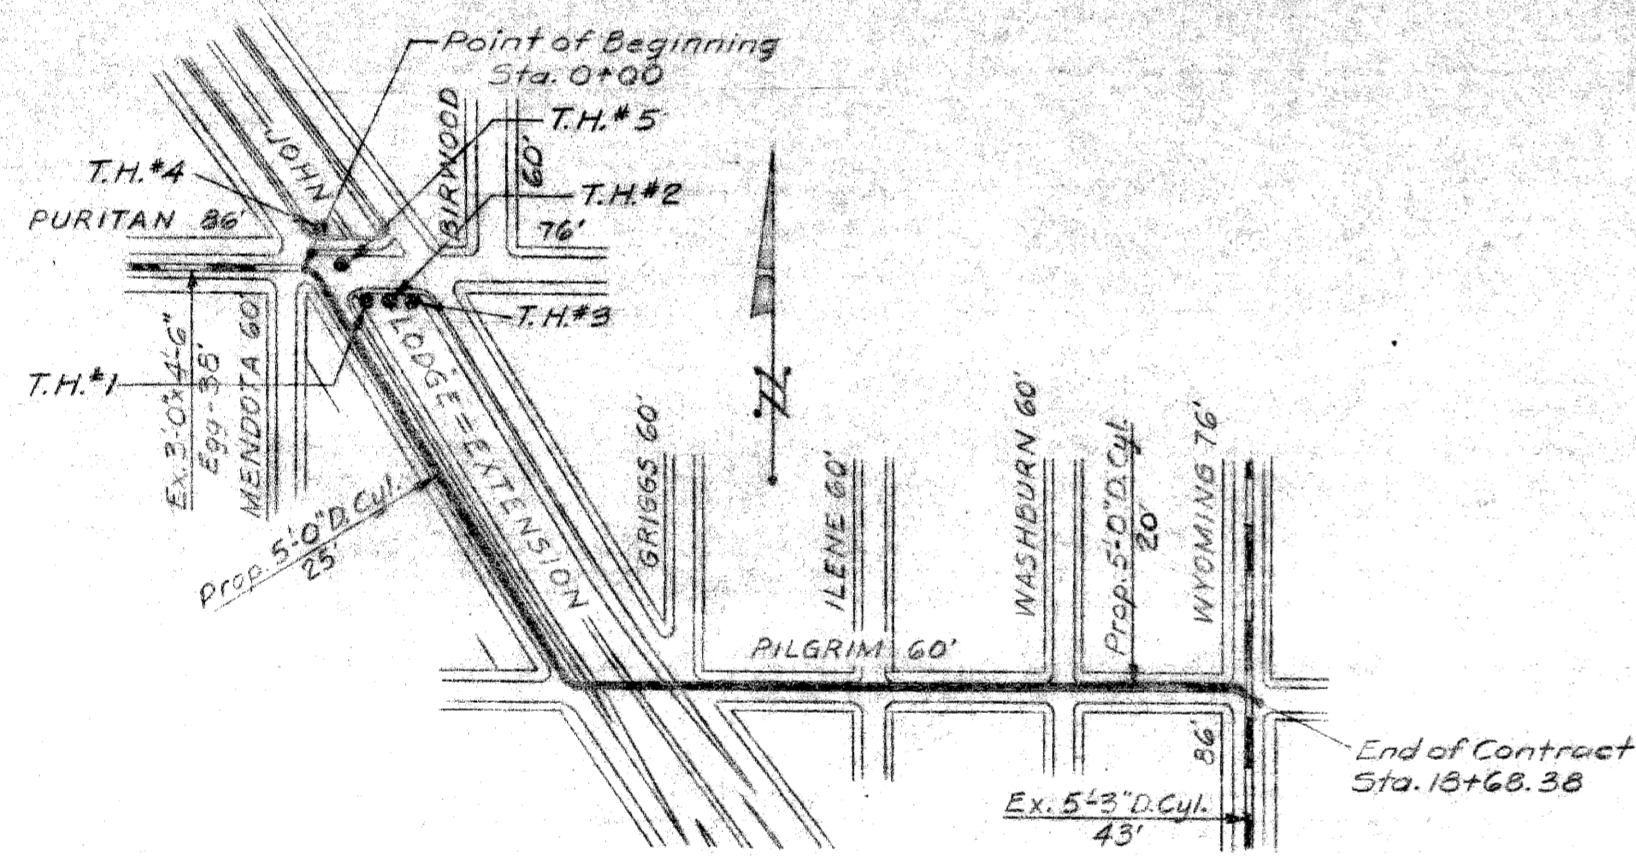 Point of Beginning
Sta. 0+00
T.H.#5
T.H.#4
BIRWOOD
60'
JOHN
T.H.#2
PURITAN 86'
76'
T.H.#3
T.H.#1
Ex. 3'-0"x4'-6"
Egg-38'
MENDOTA 60'
LODGE=EXTENSION
N
Prop. 5'-0"D.Cyl.
25'
GRIGGS 60'
ILENE 60'
WASHBURN 60'
Prop. 5'-0"D.Cyl.
20'
WYOMING 76'
PILGRIM 60'
86'
End of Contract
Sta. 18+68.38
Ex. 5'-3"D.Cyl.
43'